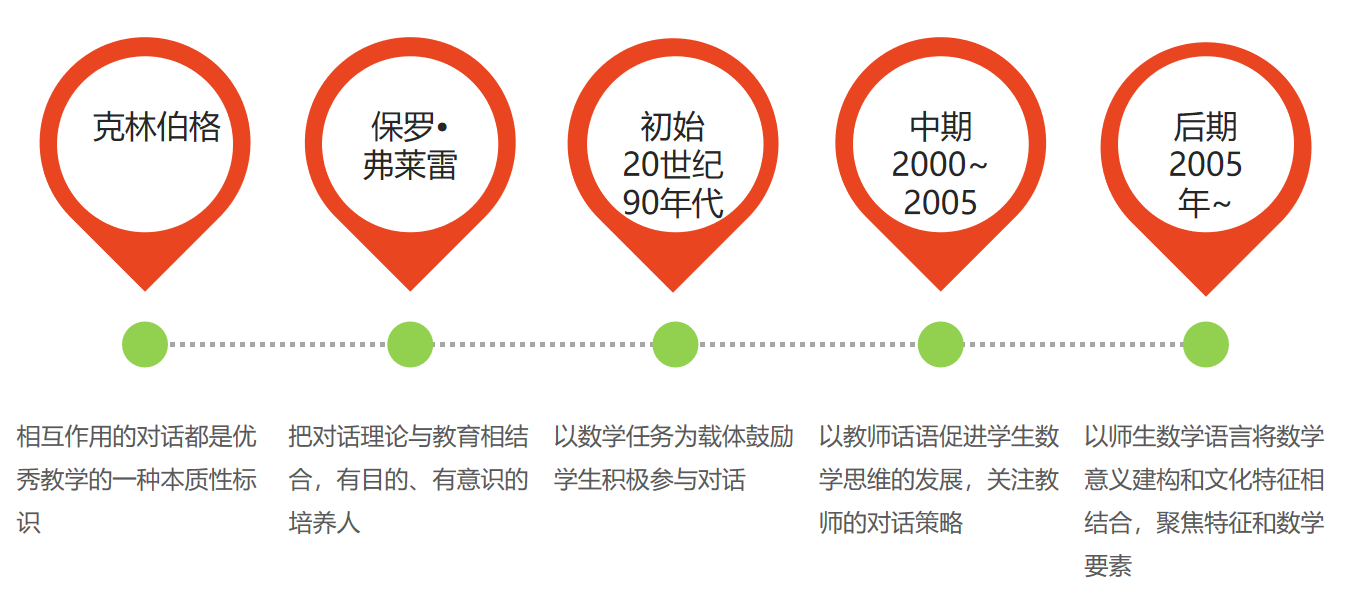 克林伯格
保罗•
弗莱雷
初始
20世纪
90年代
中期
2000~
2005
后期
2005
年~
相互作用的对话都是优
秀教学的一种本质性标
识
把对话理论与教育相结
合，有目的、有意识的
培养人
以数学任务为载体鼓励
学生积极参与对话
以教师话语促进学生数
学思维的发展，关注教
师的对话策略
以师生数学语言将数学
意义建构和文化特征相
结合，聚焦特征和数学
要素